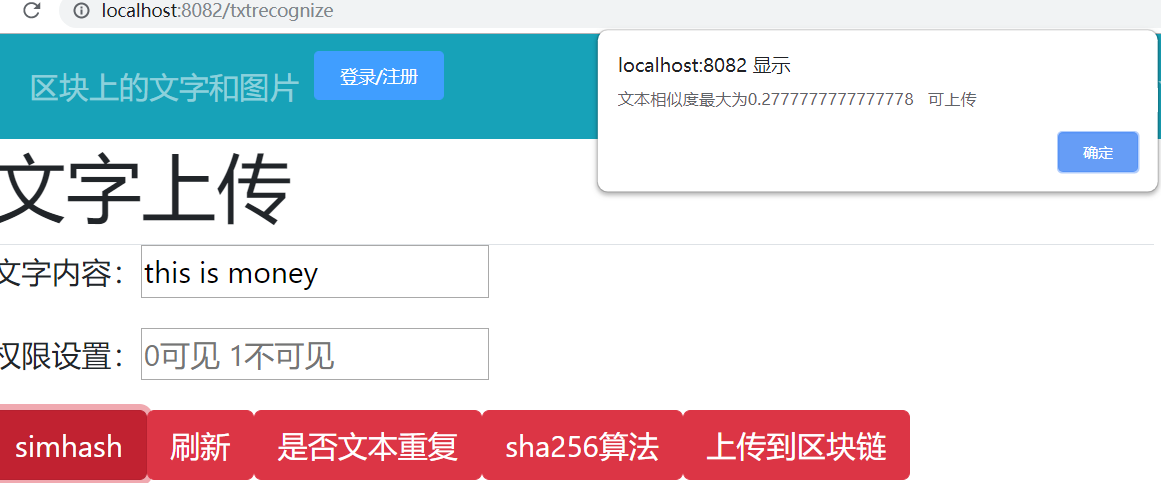 localhost:8082/txtrecognize
localhost:8082 显示
文本相似度最大为0.2777777777777778 可上传
确定
区块上的文字和图片
登录/注册
文字上传
文字内容：this is money
权限设置：0可见 1不可见
simhash 刷新 是否文本重复 sha256算法 上传到区块链